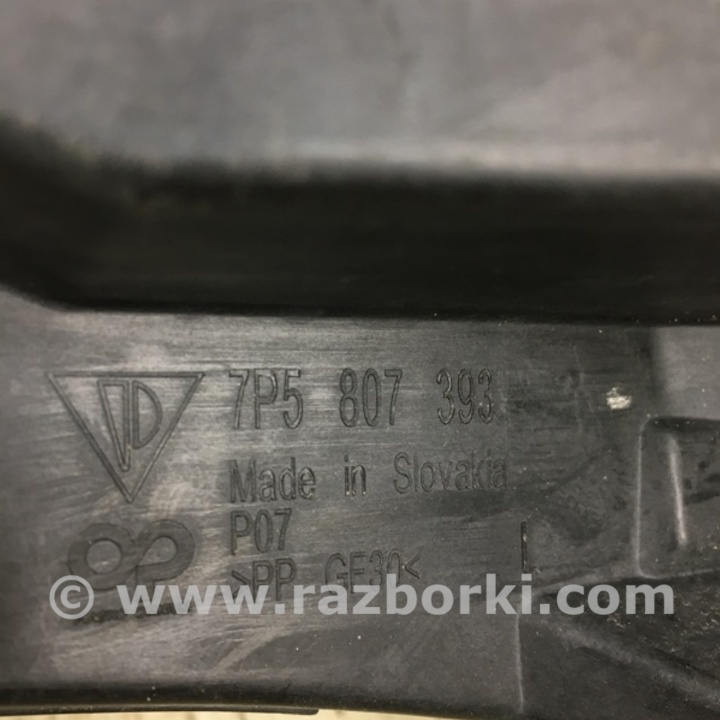 7P5 807 393
Made in Slovakia
P07
>PP GF30<
L
© www.razborki.com